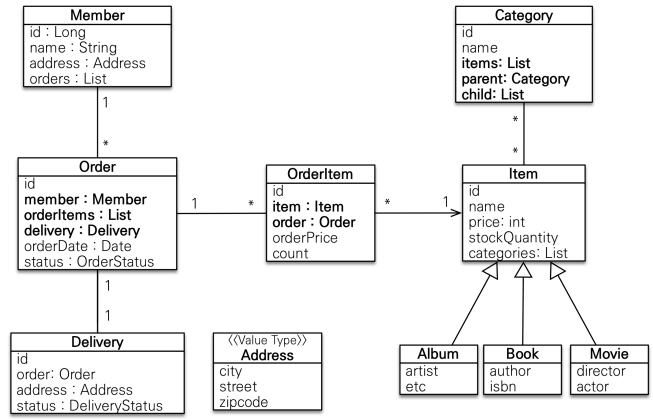 Member
id : Long
name : String
address : Address
orders : List
1
*
Category
id
name
items: List
parent: Category
child: List
*
*
Order
id
member : Member
orderItems : List
delivery : Delivery
orderDate : Date
status : OrderStatus
1
*
OrderItem
id
item : Item
order : Order
orderPrice
count
*
1
Item
id
name
price: int
stockQuantity
categories: List
1
1
Delivery
id
order: Order
address : Address
status : DeliveryStatus
《Value Type》
Address
city
street
zipcode
Album
artist
etc
Book
author
isbn
Movie
director
actor